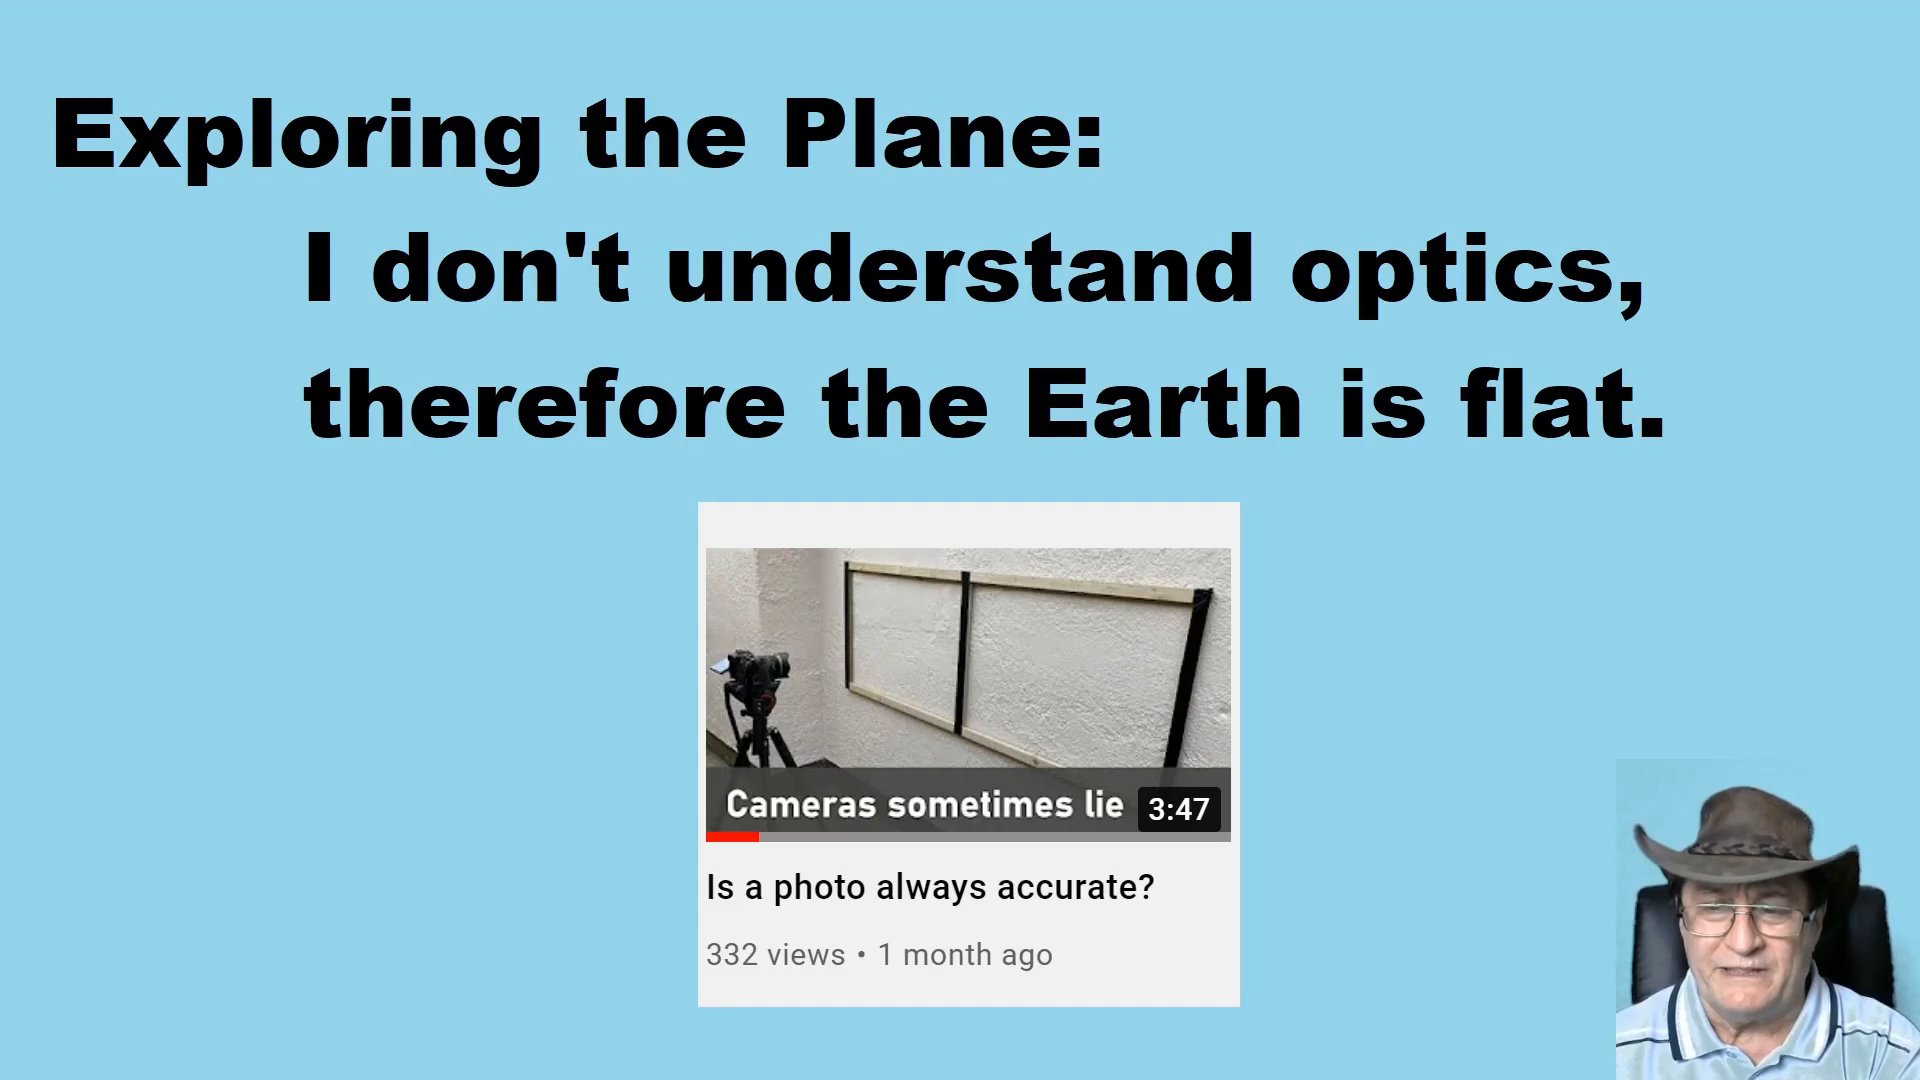 Exploring the Plane:
I don't understand optics,
therefore the Earth is flat.
Cameras sometimes lie
3:47
Is a photo always accurate?
332 views • 1 month ago